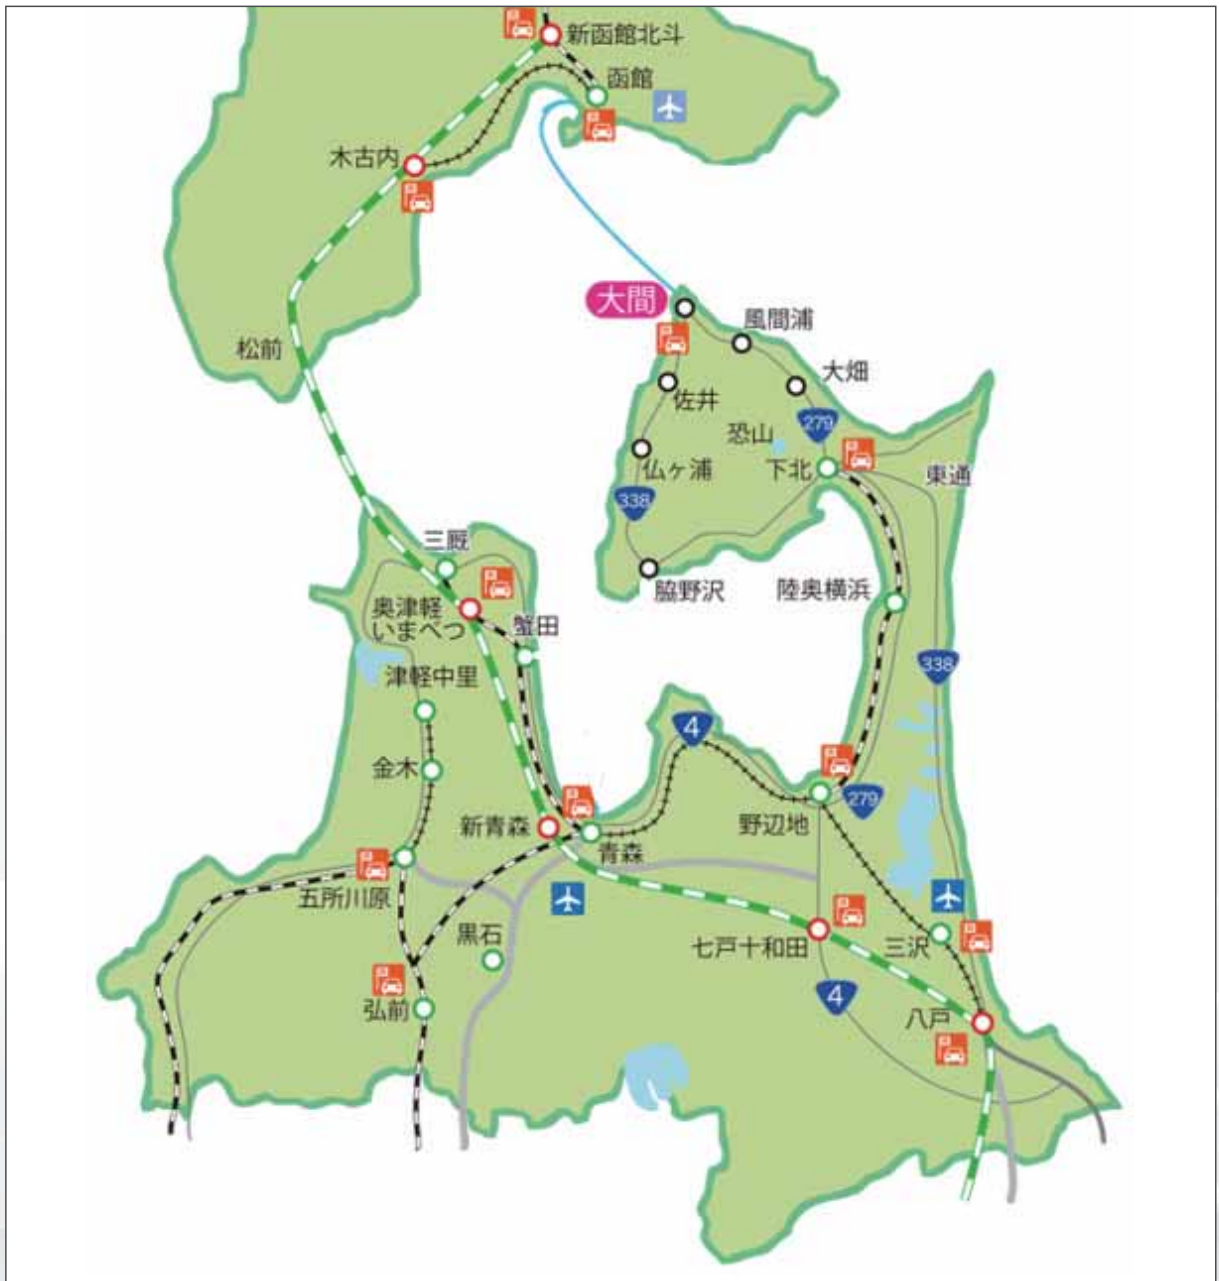 新函館北斗
函館
木古内
大間
風間浦
松前
大畑
佐井
279
恐山
仏ヶ浦
下北
東通
338
三厩
脇野沢
陸奥横浜
奥津軽
いまべつ
蟹田
338
津軽中里
4
金木
279
新青森
野辺地
青森
五所川原
黒石
七戸十和田
三沢
4
弘前
八戸